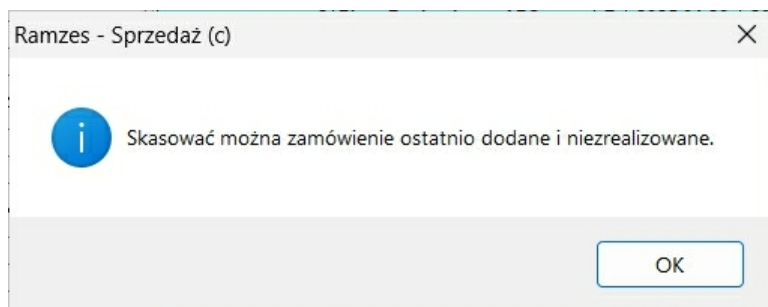 Ramzes - Sprzedaż (c)
Skasować można zamówienie ostatnio dodane i niezrealizowane.
OK